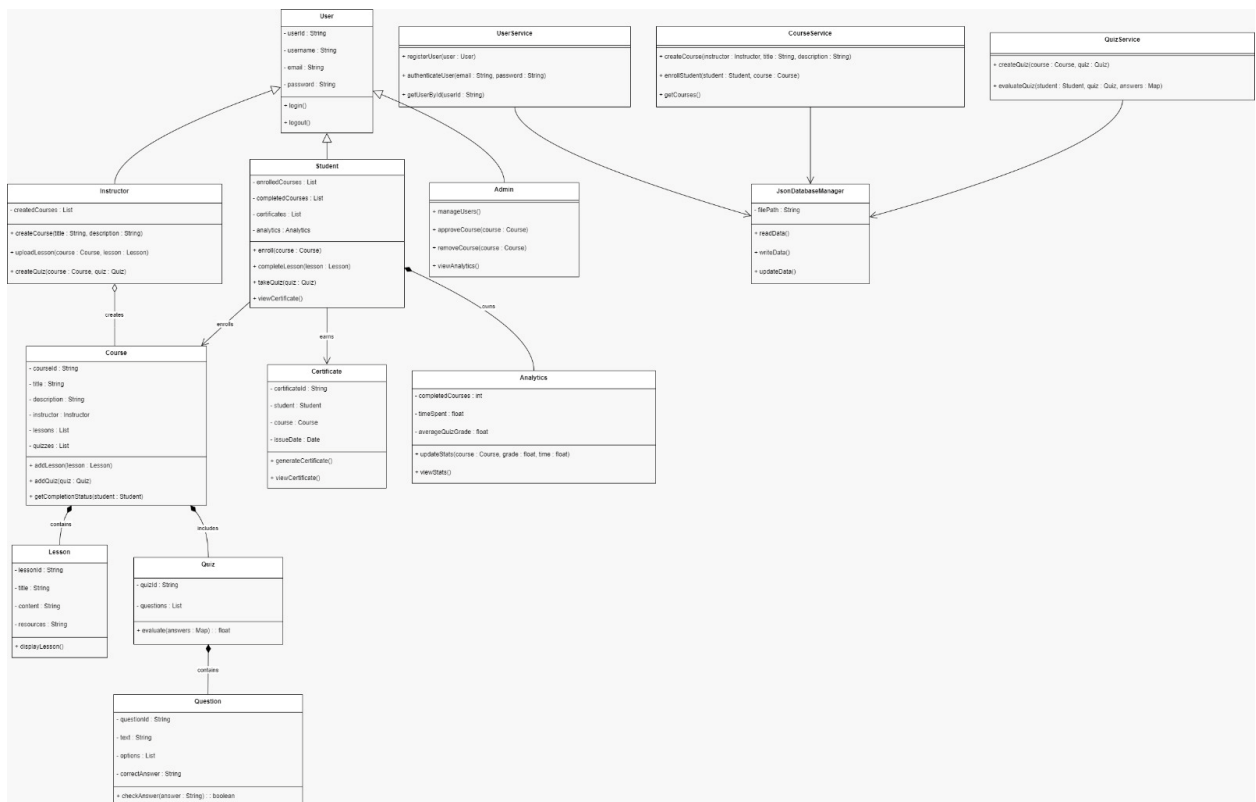 User
- userId : String
- username : String
- email : String
- password : String
+ login()
+ logout()
UserService
+ registerUser(user : User)
+ authenticateUser(email : String, password : String)
+ getUserById(userId : String)
CourseService
+ createCourse(instructor : Instructor, title : String, description : String)
+ enrollStudent(student : Student, course : Course)
+ getCourses()
QuizService
+ createQuiz(course : Course, quiz : Quiz)
+ evaluateQuiz(student : Student, quiz : Quiz, answers : Map)
Instructor
- createdCourses : List
+ createCourse(title : String, description : String)
+ uploadLesson(course : Course, lesson : Lesson)
+ createQuiz(course : Course, quiz : Quiz)
Student
- enrolledCourses : List
- completedCourses : List
- certificates : List
- analytics : Analytics
+ enroll(course : Course)
+ completeLesson(lesson : Lesson)
+ takeQuiz(quiz : Quiz)
+ viewCertificate()
Admin
+ manageUsers()
+ approveCourse(course : Course)
+ removeCourse(course : Course)
+ viewAnalytics()
JsonDatabaseManager
- filePath : String
+ readData()
+ writeData()
+ updateData()
creates
enrolls
earns
owns
Course
- courseId : String
- title : String
- description : String
- instructor : Instructor
- lessons : List
- quizzes : List
+ addLesson(lesson : Lesson)
+ addQuiz(quiz : Quiz)
+ getCompletionStatus(student : Student)
Certificate
- certificateId : String
- student : Student
- course : Course
- issueDate : Date
+ generateCertificate()
+ viewCertificate()
Analytics
- completedCourses : int
- timeSpent : float
- averageQuizGrade : float
+ updateStats(course : Course, grade : float, time : float)
+ viewStats()
contains
includes
Lesson
- lessonId : String
- title : String
- content : String
- resources : String
+ displayLesson()
Quiz
- quizId : String
- questions : List
+ evaluate(answers : Map) : : float
contains
Question
- questionId : String
- text : String
- options : List
- correctAnswer : String
+ checkAnswer(answer : String) : : boolean